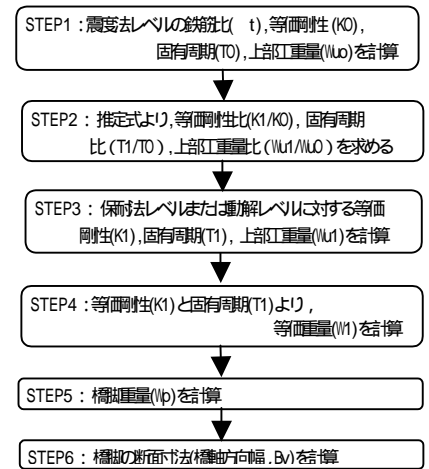 STEP1：震度法レベルの鉄筋比( t),等価剛性(K0),
固有周期(T0),上部工重量(Wu0)を計算
STEP2：推定式より,等価剛性比(K1/K0), 固有周期
比(T1/T0),上部工重量比(Wu1/Wu0)を求める
STEP3：保耐法レベルまたは動解レベルに対する等価
剛性(K1),固有周期(T1), 上部工重量(Wu1)を計算
STEP4：等価剛性(K1)と固有周期(T1)より,
等価重量(W1)を計算
STEP5：橋脚重量(Wp)を計算
STEP6：橋脚の断面寸法(橋軸方向幅,Bv)を計算